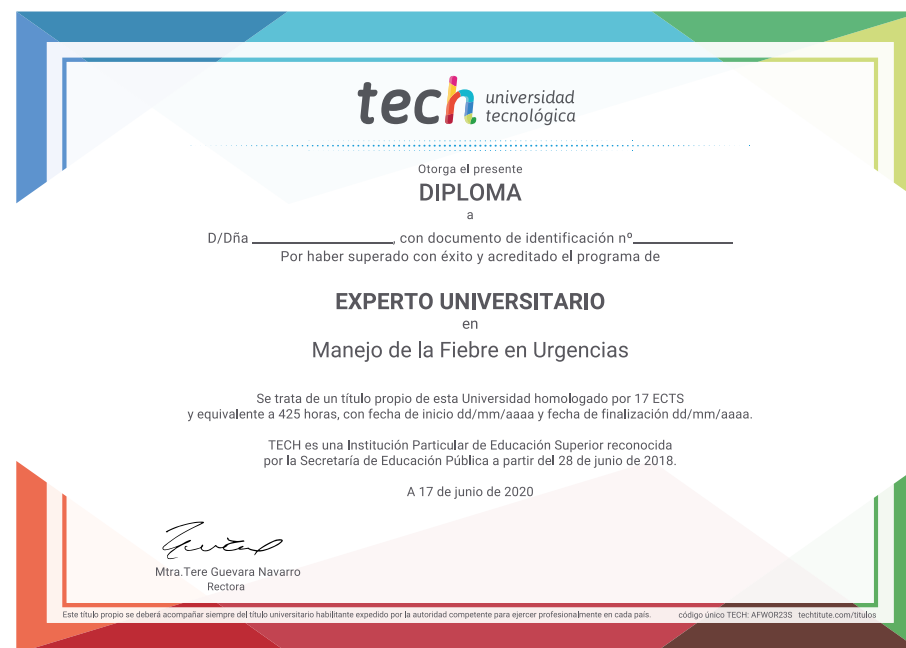 tech universidad
tecnológica
Otorga el presente
DIPLOMA
a
D/Dña ____________________, con documento de identificación nº______________
Por haber superado con éxito y acreditado el programa de
EXPERTO UNIVERSITARIO
en
Manejo de la Fiebre en Urgencias
Se trata de un título propio de esta Universidad homologado por 17 ECTS
y equivalente a 425 horas, con fecha de inicio dd/mm/aaaa y fecha de finalización dd/mm/aaaa.
TECH es una Institución Particular de Educación Superior reconocida
por la Secretaría de Educación Pública a partir del 28 de junio de 2018.
A 17 de junio de 2020
Mtra.Tere Guevara Navarro
Rectora
Este título propio se deberá acompañar siempre del título universitario habilitante expedido por la autoridad competente para ejercer profesionalmente en cada país. código único TECH: AFWOR23S techtitute.com/titulos